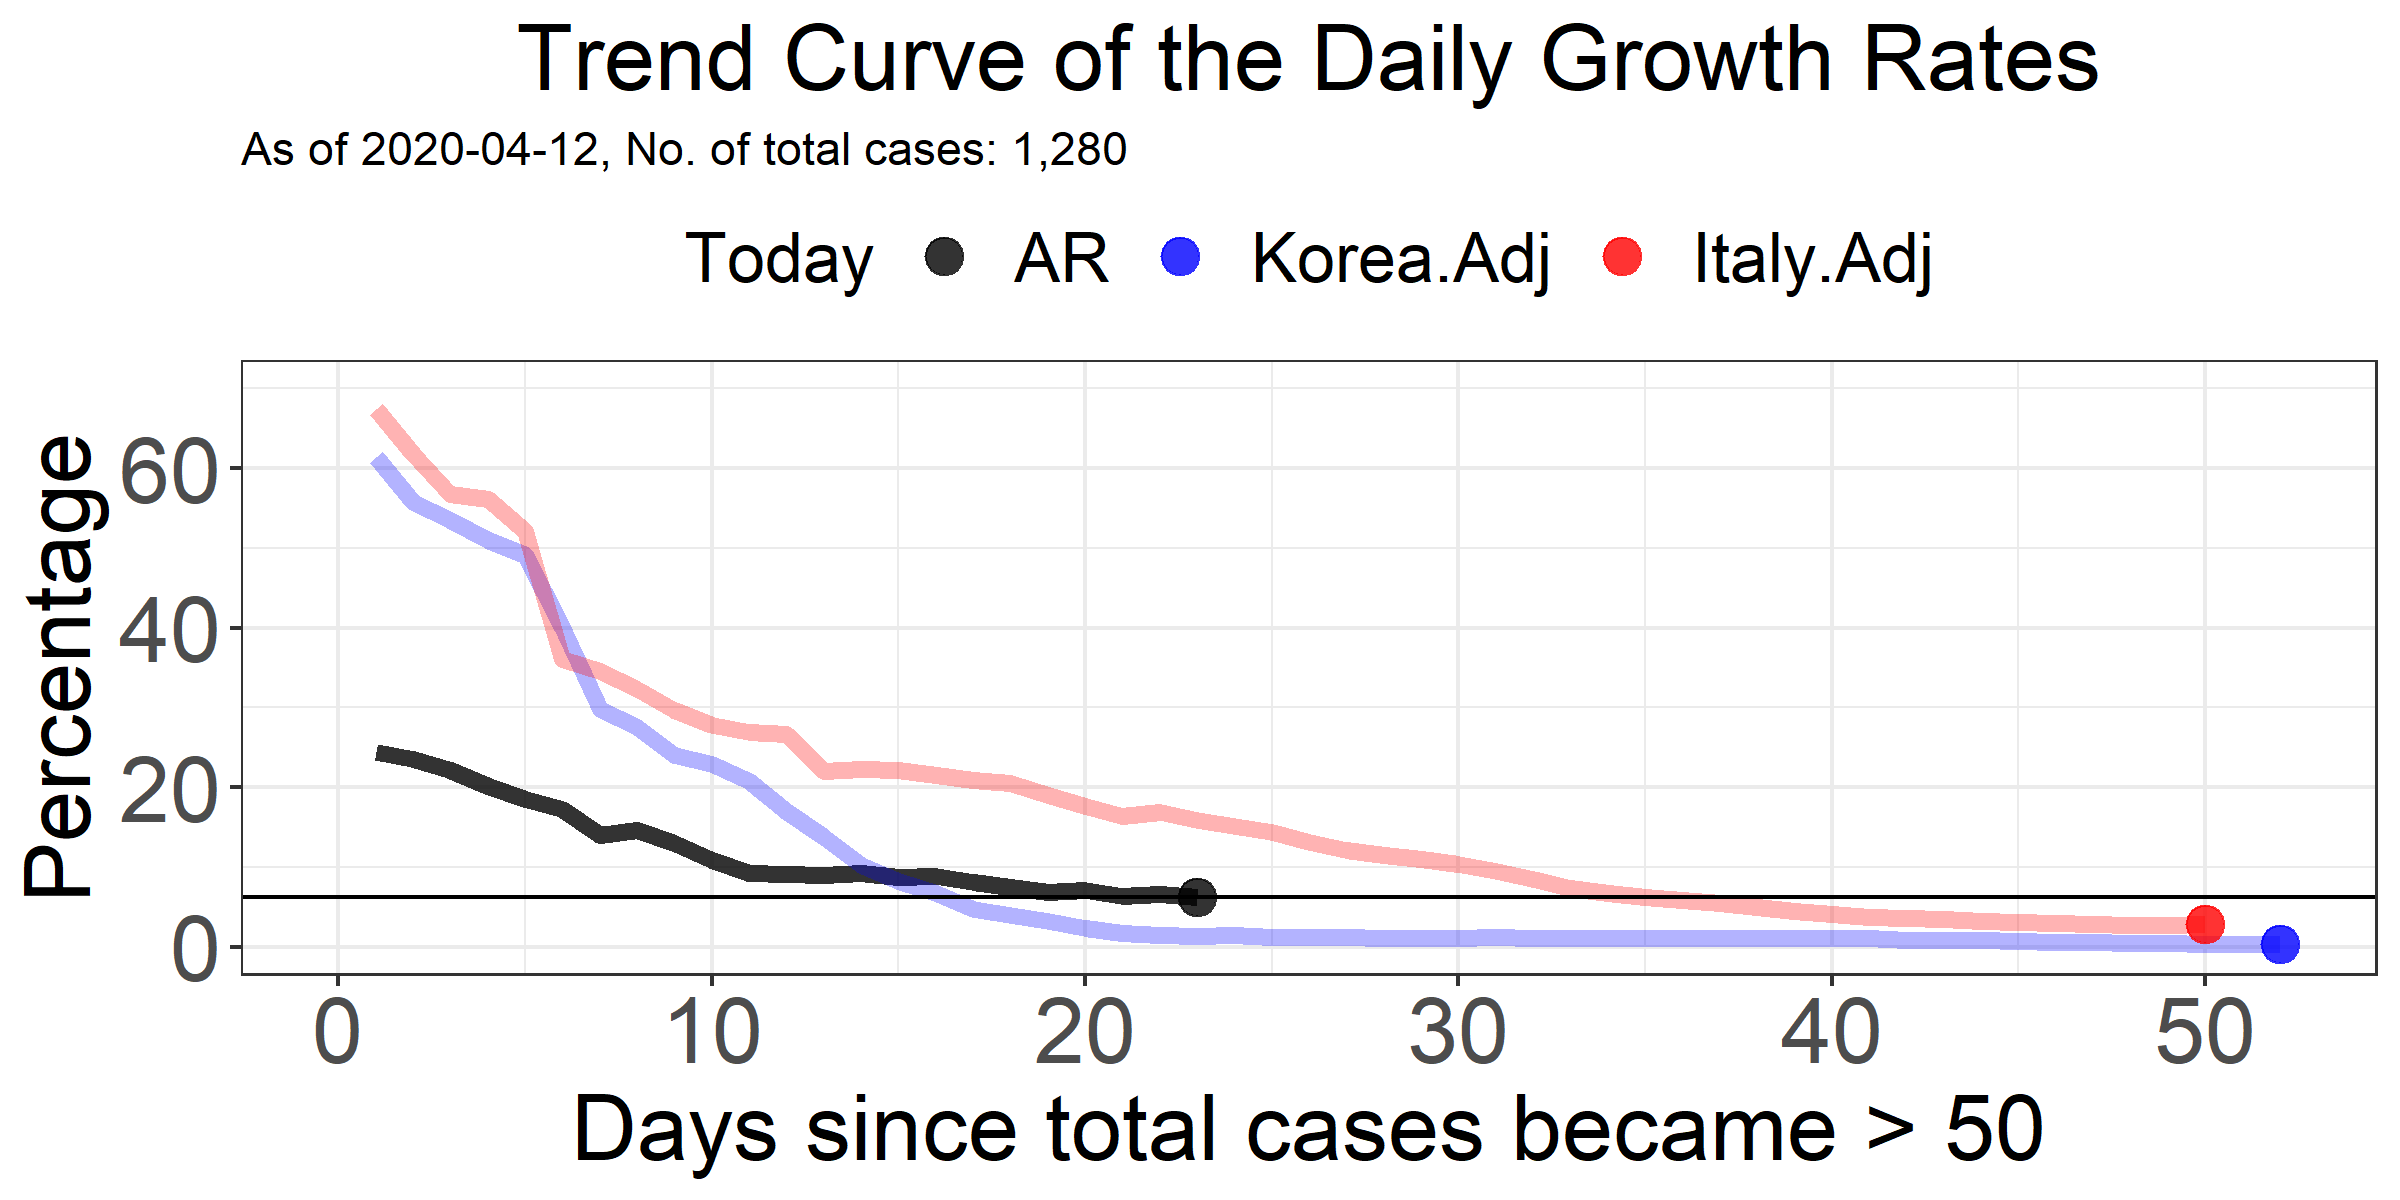 Trend Curve of the Daily Growth Rates
As of 2020-04-12, No. of total cases: 1,280
Today AR Korea.Adj Italy.Adj
Percentage
60
40
20
0
0 10 20 30 40 50
Days since total cases became > 50